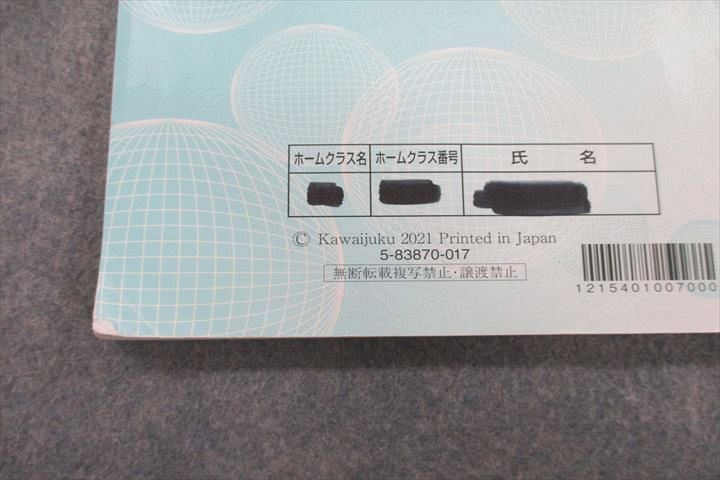 ホームクラス名 ホームクラス番号 氏 名
© Kawaijuku 2021 Printed in Japan
5-83870-017
無断転載複写禁止・譲渡禁止
1215401007000